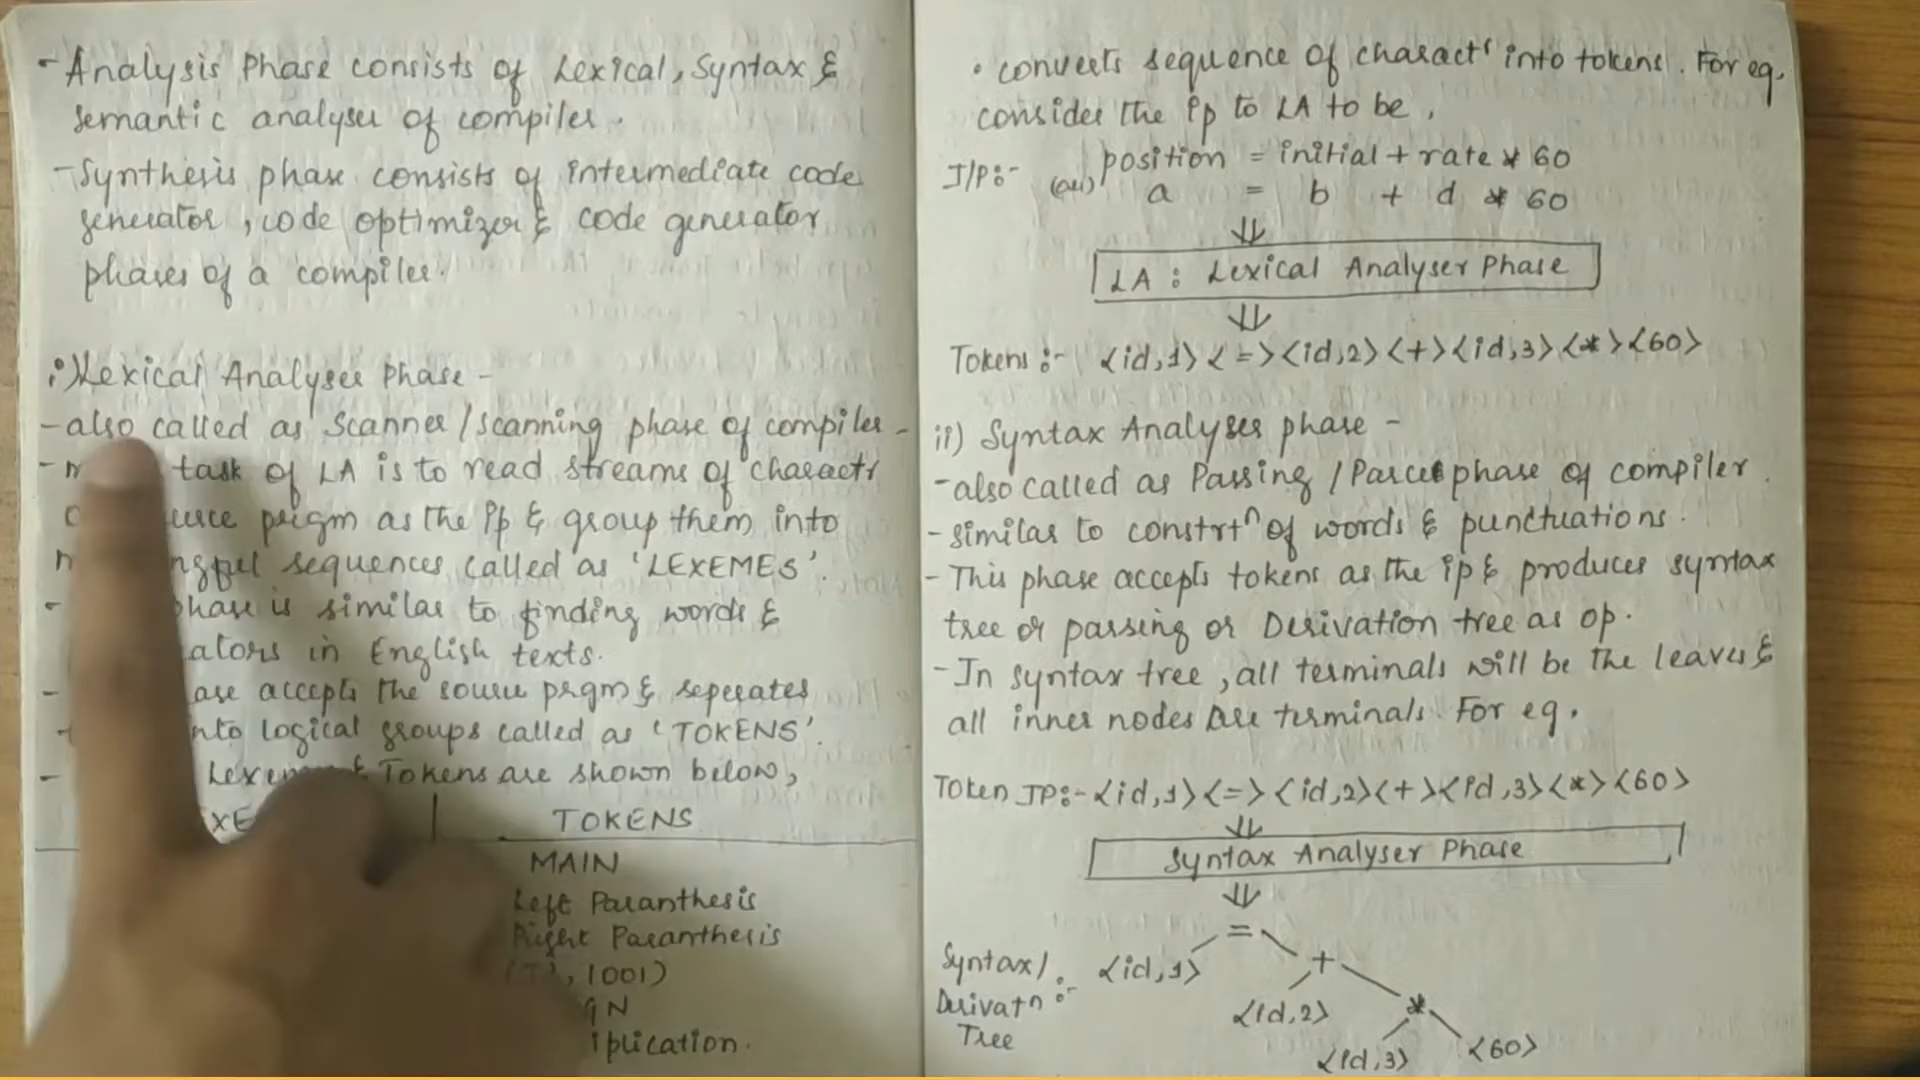 - Analysis Phase consists of Lexical, Syntax &
semantic analyser of compiler.
- Synthesis phase consists of intermediate code
generator, code optimizer & code generator
phases of a compiler.
i) Lexical Analyser Phase -
- also called as Scanner / Scanning phase of compiler -
- task of LA is to read streams of charactr
prgm as the ip & group them into
sequences called as 'LEXEMES'.
- phase is similar to finding words &
in English texts.
- accepts the source prgm & seperates
into logical groups called as 'TOKENS'.
- Tokens are shown below,
TOKENS
MAIN
Left Paranthesis
Right Paranthesis
, 1001)
• converts sequence of charactr into tokens. For eg,
consider the ip to LA to be,
I/P:- position = initial + rate * 60
(or) a = b + d * 60
LA : Lexical Analyser Phase
Tokens :- <id,1> <=> <id,2> <+> <id,3> <*> <60>
ii) Syntax Analyser phase -
- also called as Passing / Parcer phase of compiler.
- similar to constrtn of words & punctuations.
- This phase accepts tokens as the ip & produces syntax
tree or passing or Derivation tree as op.
- In syntax tree, all terminals will be the leaves &
all inner nodes are terminals. For eg,
Token IP:- <id,1> <=> <id,2> <+> <id,3> <*> <60>
Syntax Analyser Phase
=
Syntax/ <id,1> +
Derivatn :- <id,2> *
Tree <id,3> <60>